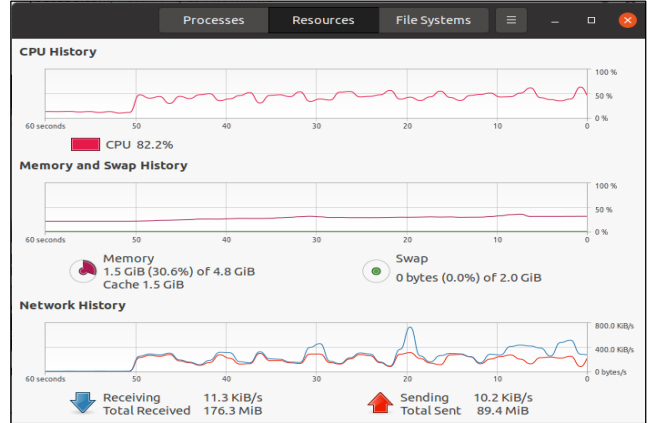 Processes Resources File Systems
CPU History
100 %
50 %
0 %
60 seconds 50 40 30 20 10 0
CPU 82.2%
Memory and Swap History
100 %
50 %
0 %
60 seconds 50 40 30 20 10 0
Memory
1.5 GiB (30.6%) of 4.8 GiB
Cache 1.5 GiB
Swap
0 bytes (0.0%) of 2.0 GiB
Network History
800.0 KiB/s
400.0 KiB/s
0 bytes/s
60 seconds 50 40 30 20 10 0
Receiving 11.3 KiB/s
Total Received 176.3 MiB
Sending 10.2 KiB/s
Total Sent 89.4 MiB